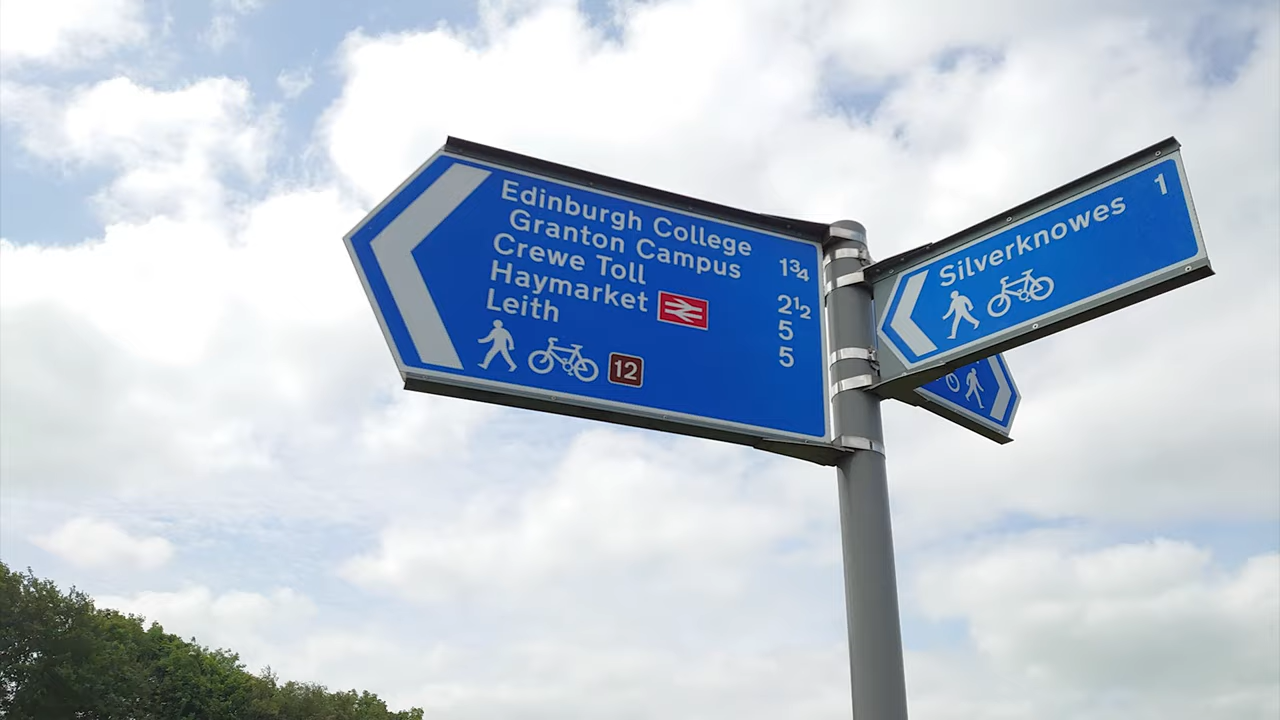 Edinburgh College
Granton Campus 1¾
Crewe Toll 2½
Haymarket 5
Leith 5
12
Silverknowes 1